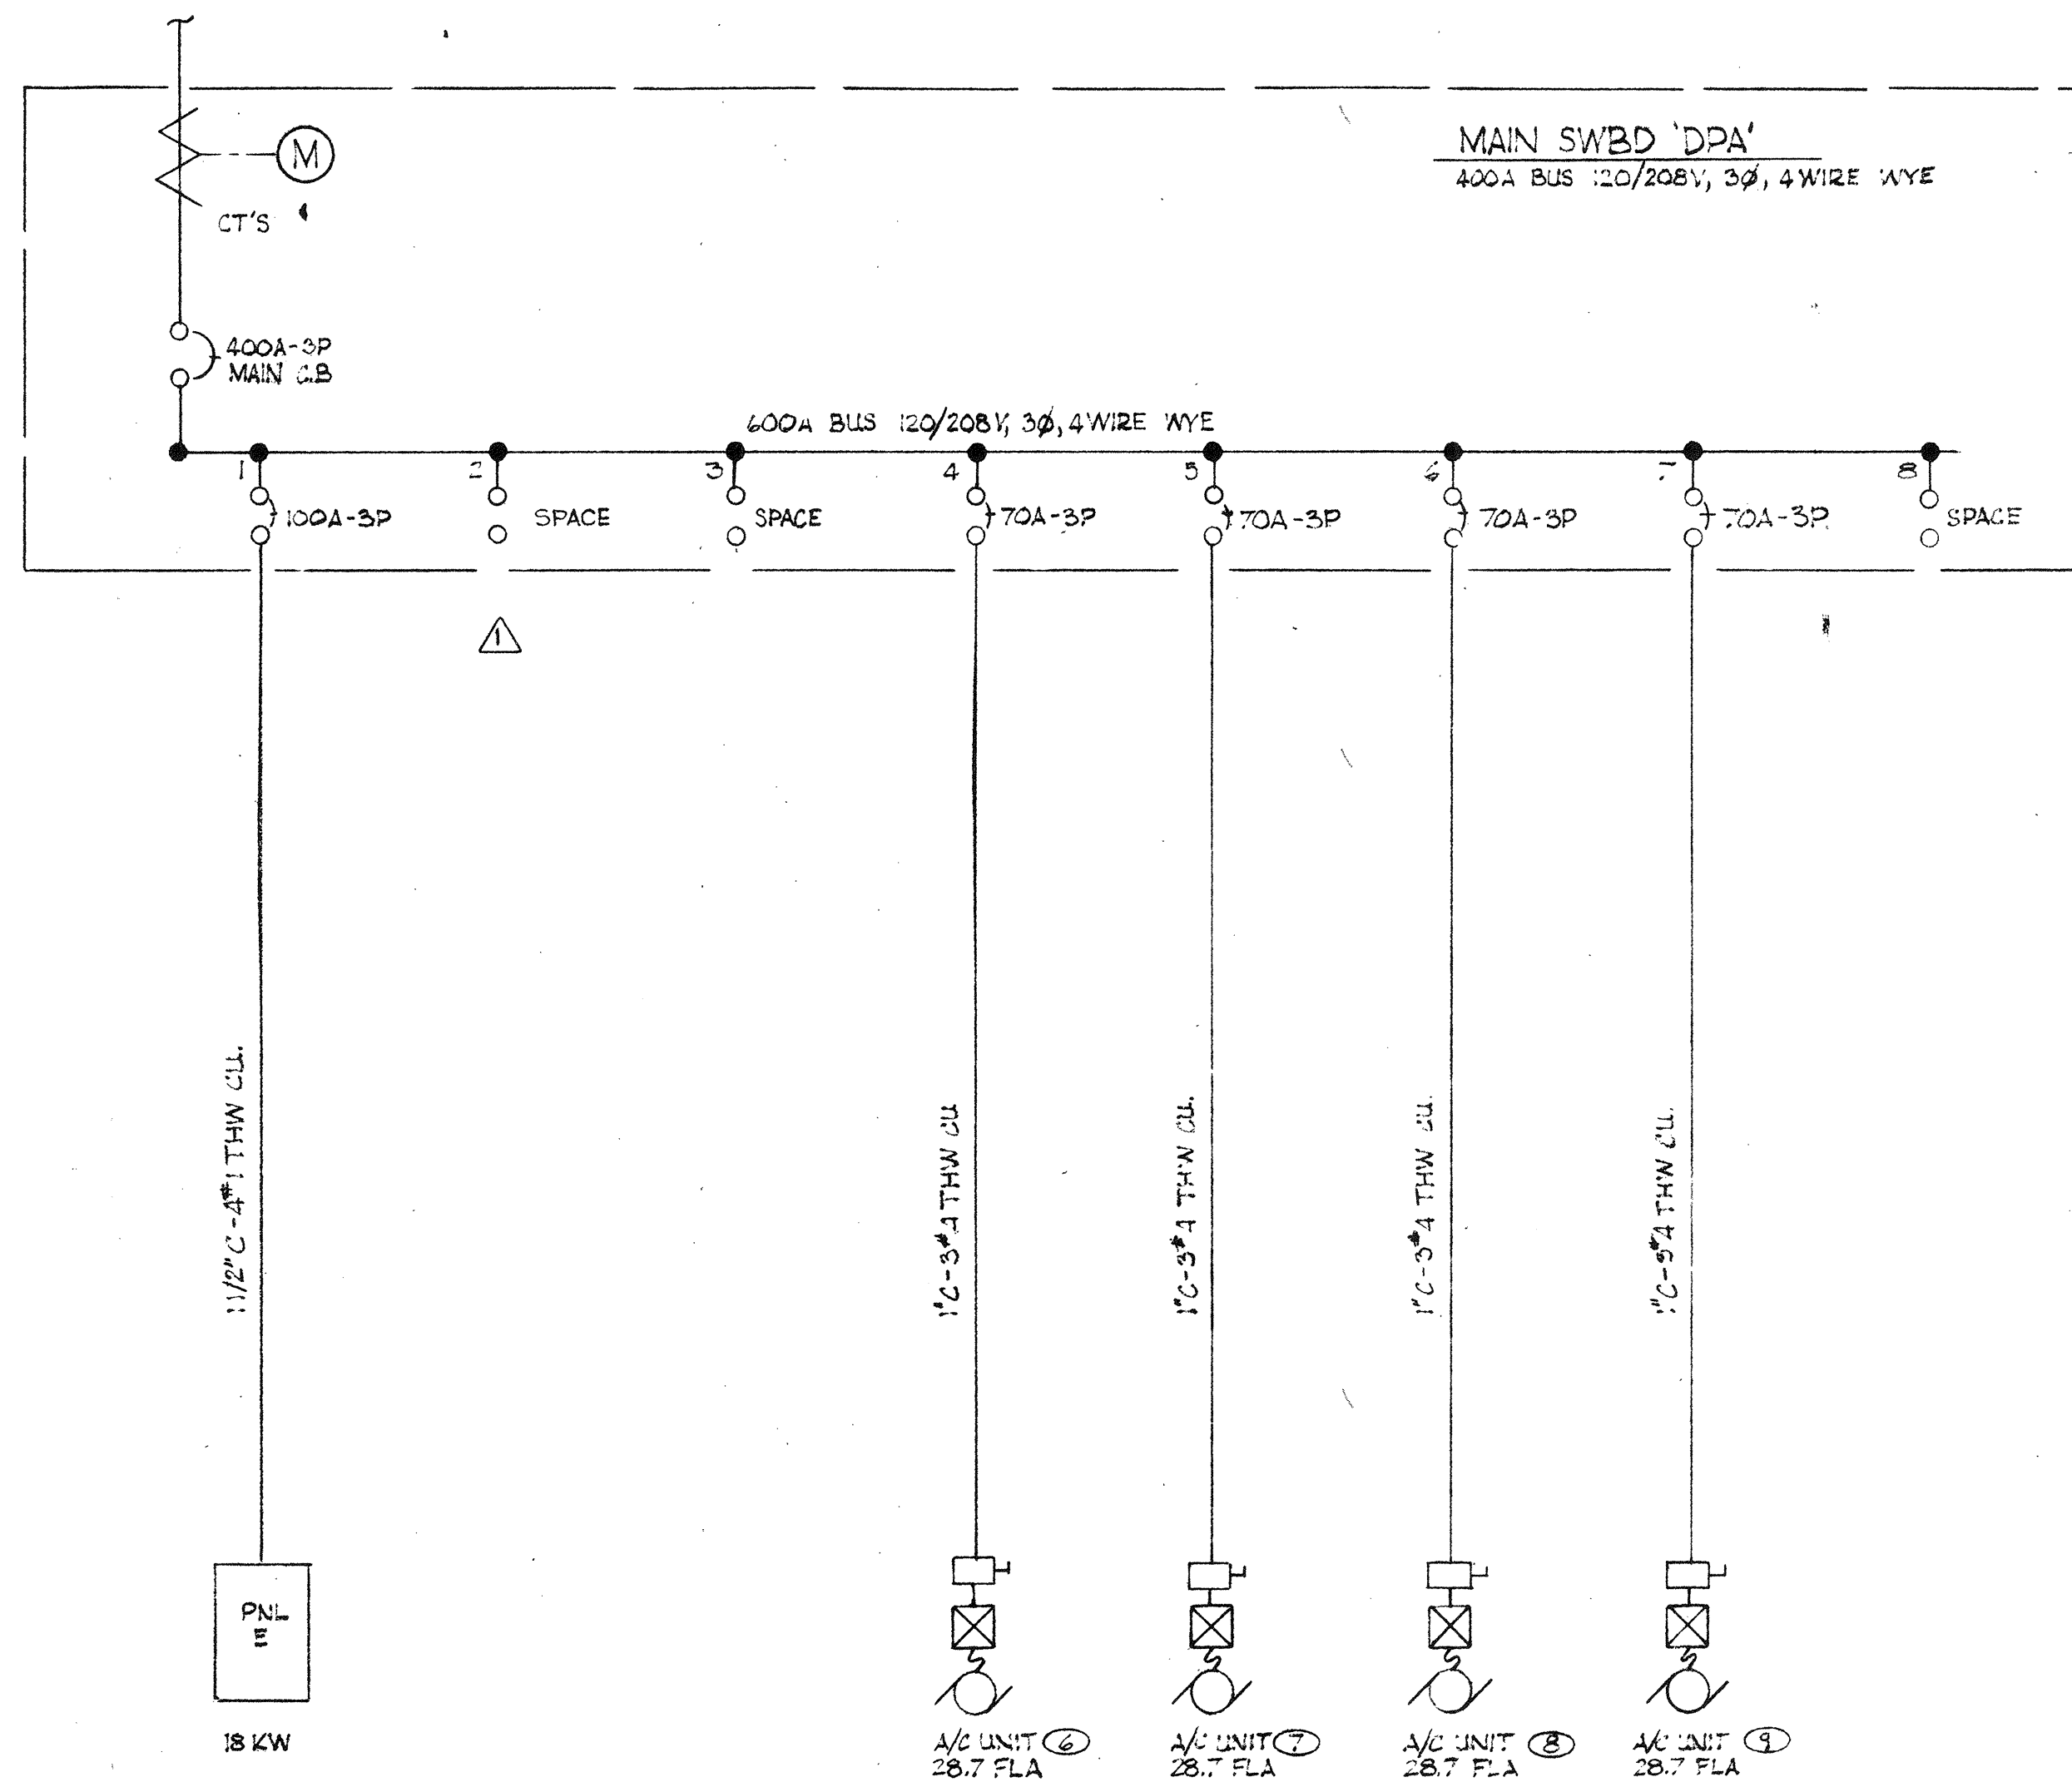 M
CT'S
MAIN SWBD 'DPA'
400A BUS 120/208V, 3Ø, 4 WIRE WYE
400A-3P
MAIN C.B
600A BUS 120/208V, 3Ø, 4 WIRE WYE
1
2
3
4
5
6
7
8
100A-3P
SPACE
SPACE
70A-3P
70A-3P
70A-3P
70A-3P
SPACE
1
1 1/2"C-4#1 THW CU.
1"C-3#4 THW CU
1"C-3#4 THW CU.
1"C-3#4 THW CU.
1"C-3#4 THW CU.
PNL
E
18 KW
A/C UNIT 6
28.7 FLA
A/C UNIT 7
28.7 FLA
A/C UNIT 8
28.7 FLA
A/C UNIT 9
28.7 FLA